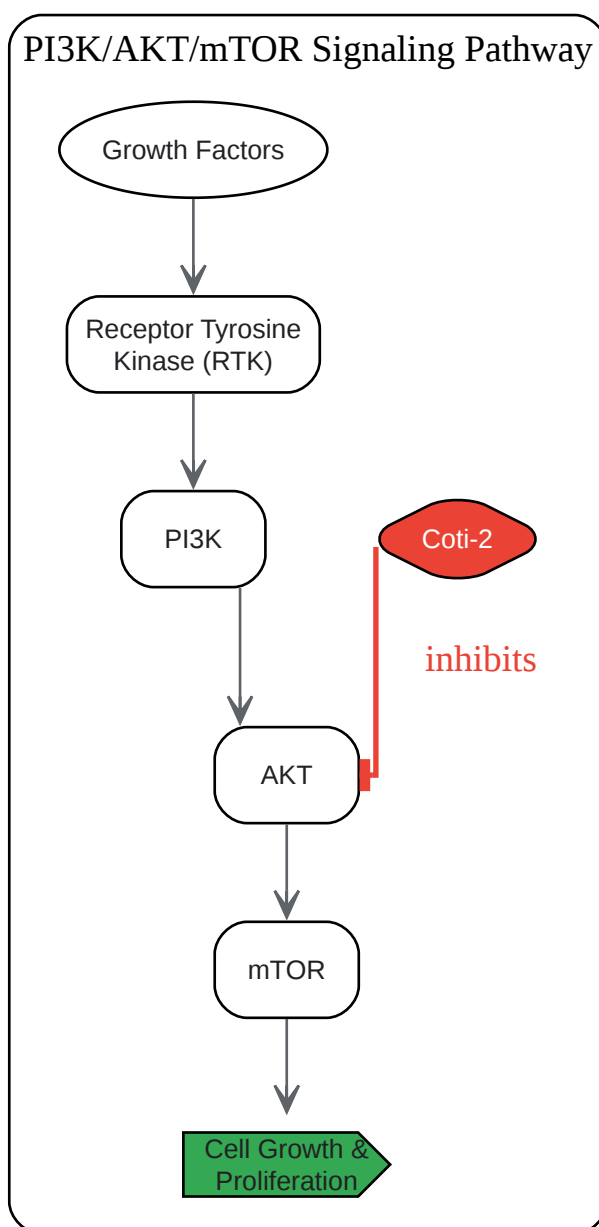 PI3K/AKT/mTOR Signaling Pathway
Growth Factors
Receptor Tyrosine
Kinase (RTK)
PI3K
Coti-2
inhibits
AKT
mTOR
Cell Growth &
Proliferation